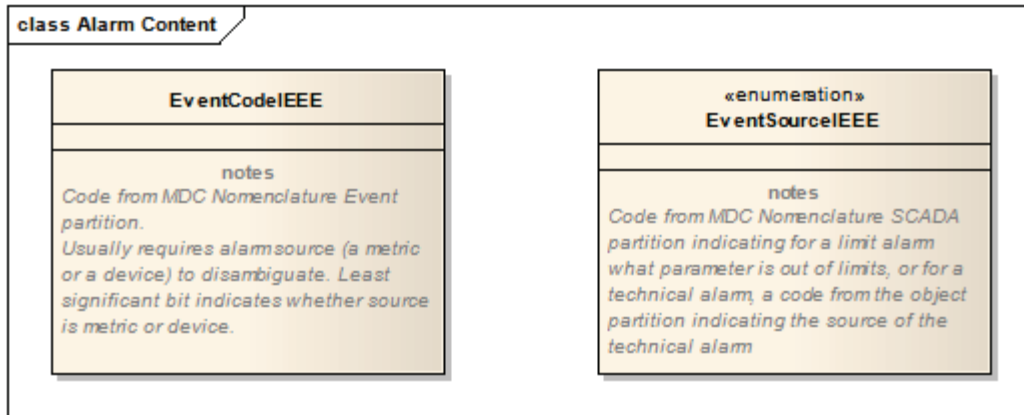 class Alarm Content
EventCodeIEEE
notes
Code from MDC Nomenclature Event
partition.
Usually requires alarmsource (a metric
or a device) to disambiguate. Least
significant bit indicates whether source
is metric or device.
«enumeration»
EventSourceIEEE
notes
Code from MDC Nomenclature SCADA
partition indicating for a limit alarm
what parameter is out of limits, or for a
technical alarm, a code from the object
partition indicating the source of the
technical alarm